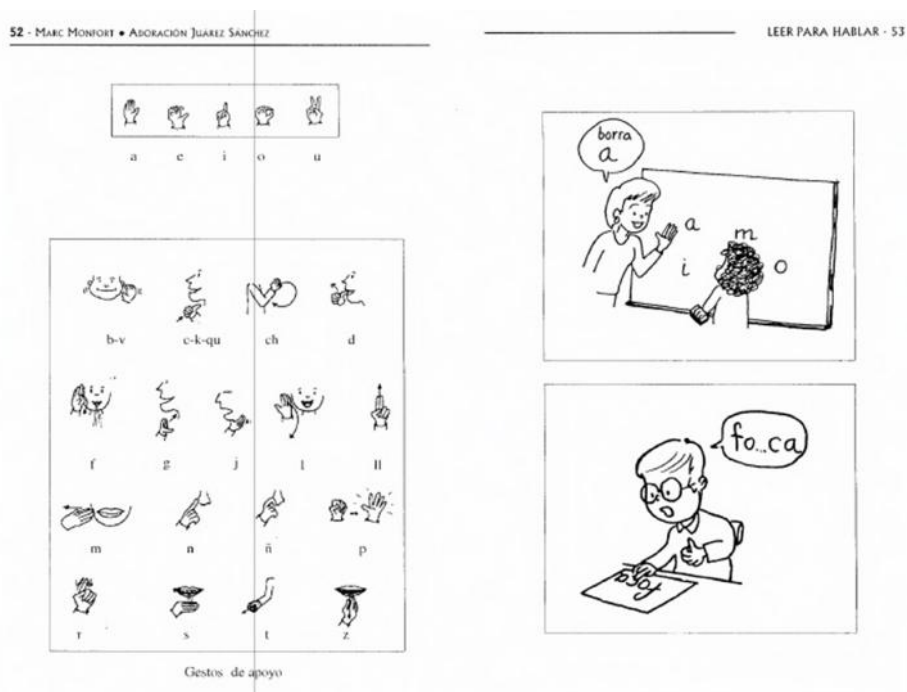 52 - MARC MONFORT • ADORACIÓN JUÁREZ SÁNCHEZ
a e i o u
b-v c-k-qu ch d
f g j l ll
m n ñ p
r s t z
Gestos de apoyo
LEER PARA HABLAR - 53
borra
a
a
m
i
o
fo...ca